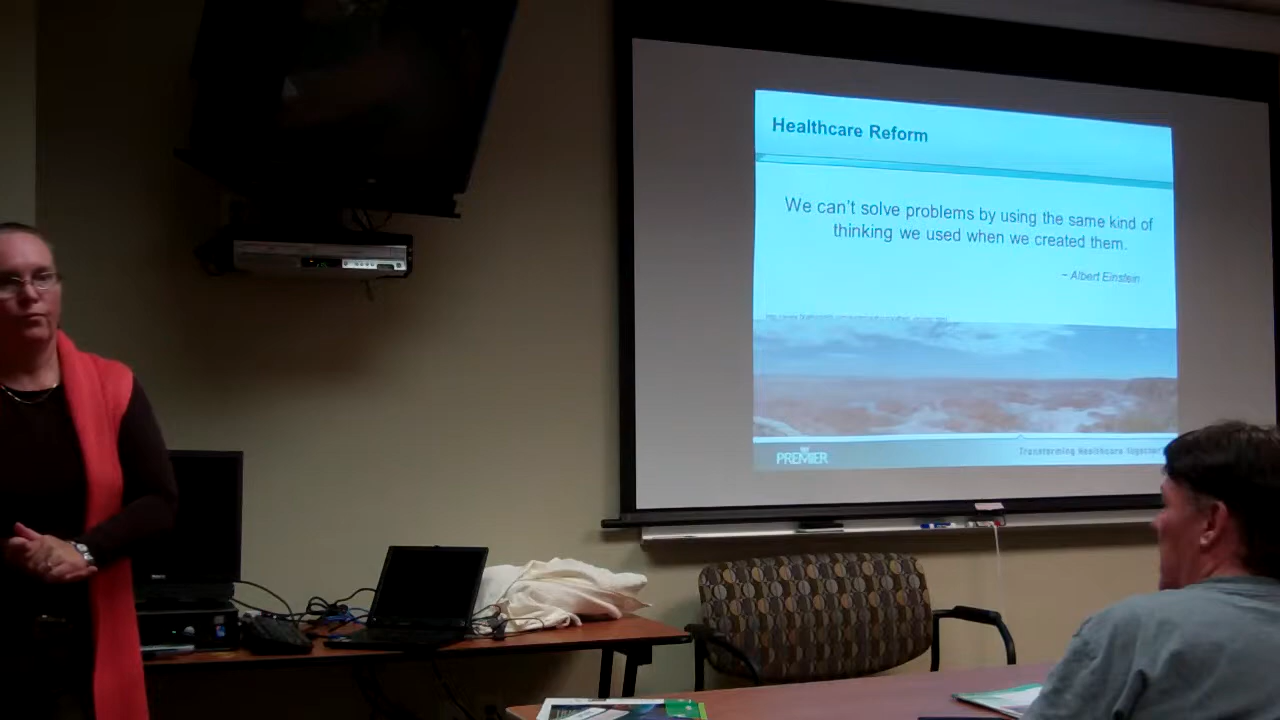 Healthcare Reform
We can't solve problems by using the same kind of
thinking we used when we created them.
~ Albert Einstein
PREMIER
Transforming Healthcare Together